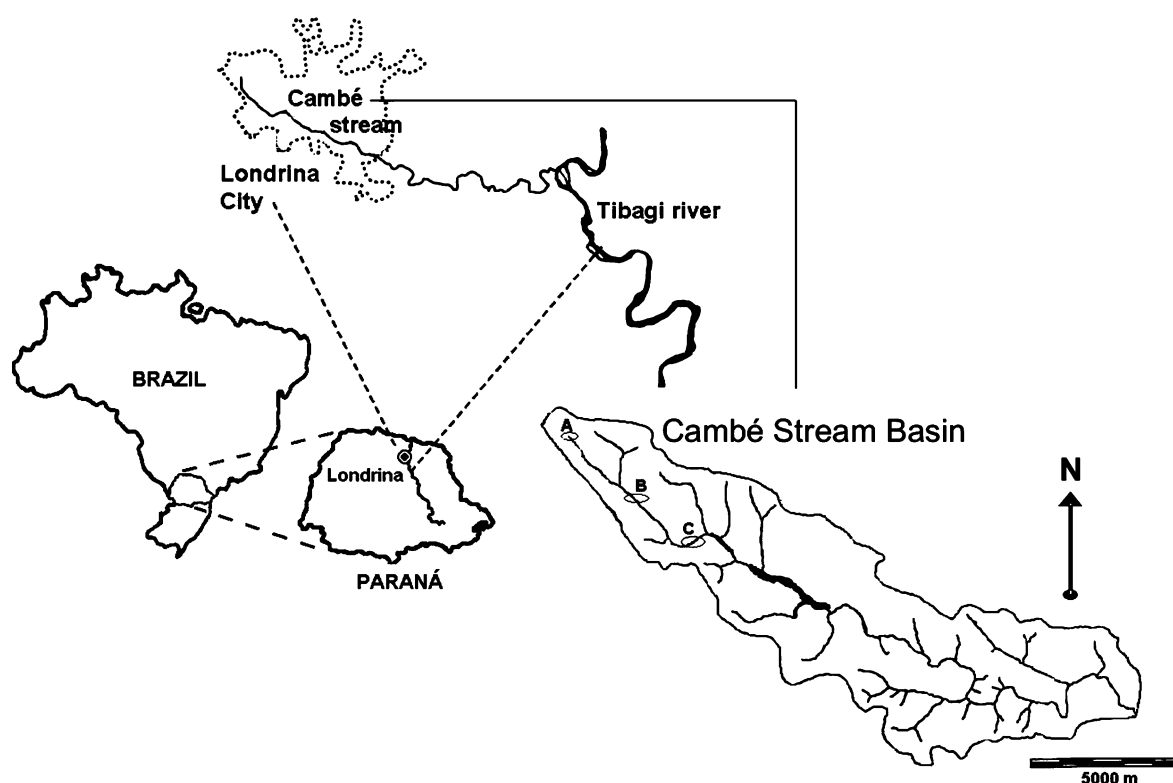 Cambé
stream
Londrina
City
Tibagi river
BRAZIL
Londrina
PARANÁ
Cambé Stream Basin
A
B
C
N
5000 m